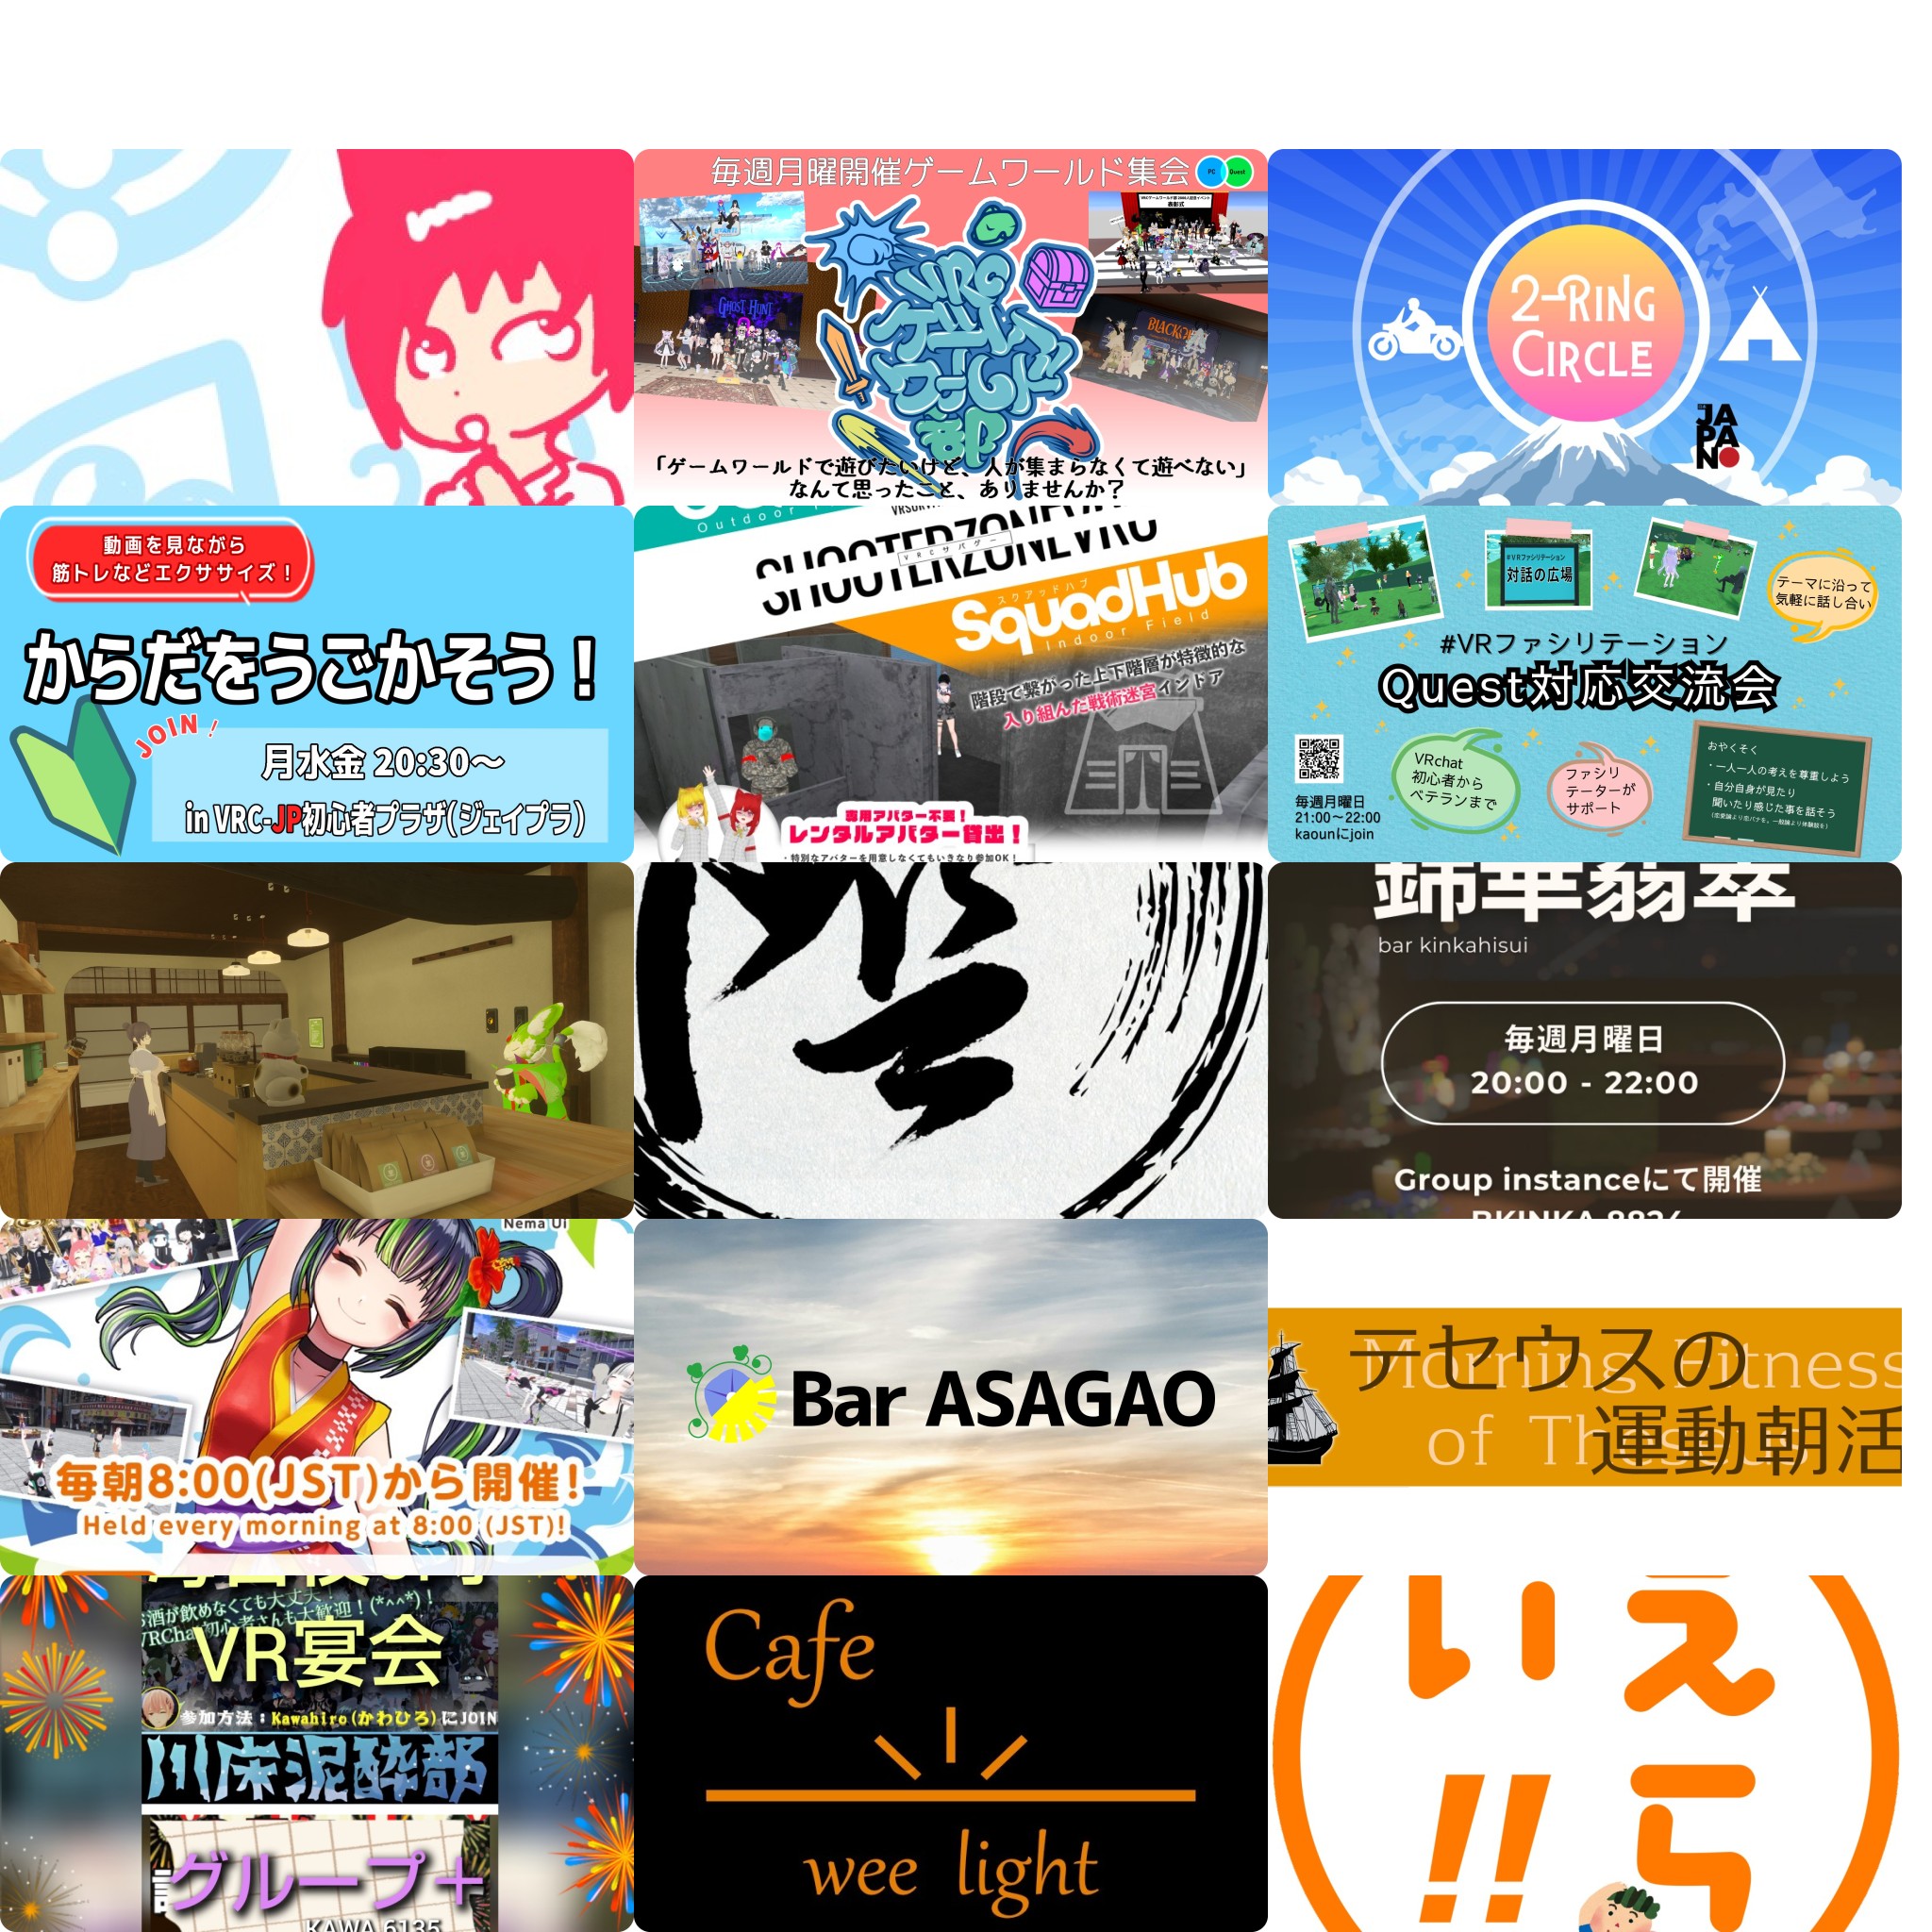 毎週月曜開催ゲームワールド集会
PC
Quest
GHOST HUNT
VRC
ゲーム
ワールド
部
「ゲームワールドで遊びたいけど、人が集まらなくて遊べない」
なんて思ったこと、ありませんか？
2-RING
CIRCLE
JA
PA
N
動画を見ながら
筋トレなどエクササイズ！
からだをうごかそう！
JOIN！
月水金 20:30〜
in VRC-JP初心者プラザ(ジェイプラ)
Outdoor
SHOOTERZONEVRC
VRCサバゲー
スクアッドハブ
SquadHub
Indoor Field
階段で繋がった上下階層が特徴的な
入り組んだ戦術迷宮インドア
専用アバター不要！
レンタルアバター貸出！
・特別なアバターを用意しなくてもいきなり参加OK！
#VRファシリテーション
対話の広場
テーマに沿って
気軽に話し合い
#VRファシリテーション
Quest対応交流会
VRchat
初心者から
ベテランまで
ファシリ
テーターが
サポート
おやくそく
・一人一人の考えを尊重しよう
・自分自身が見たり
聞いたり感じた事を話そう
毎週月曜日
21:00〜22:00
kaounにjoin
bar kinkahisui
毎週月曜日
20:00 - 22:00
Group instanceにて開催
Nema Ui
毎朝8:00(JST)から開催！
Held every morning at 8:00 (JST)!
Bar ASAGAO
テセウスの
Morning Fitness
運動朝活
of Theseus
お酒が飲めなくても大丈夫！
VRChat初心者さんも大歓迎！(*^^*)！
VR宴会
参加方法：Kawahiro(かわひろ)にJOIN
川床泥酔部
グループ+
KAWA.6135
Cafe
wee light
いえ
!!ら